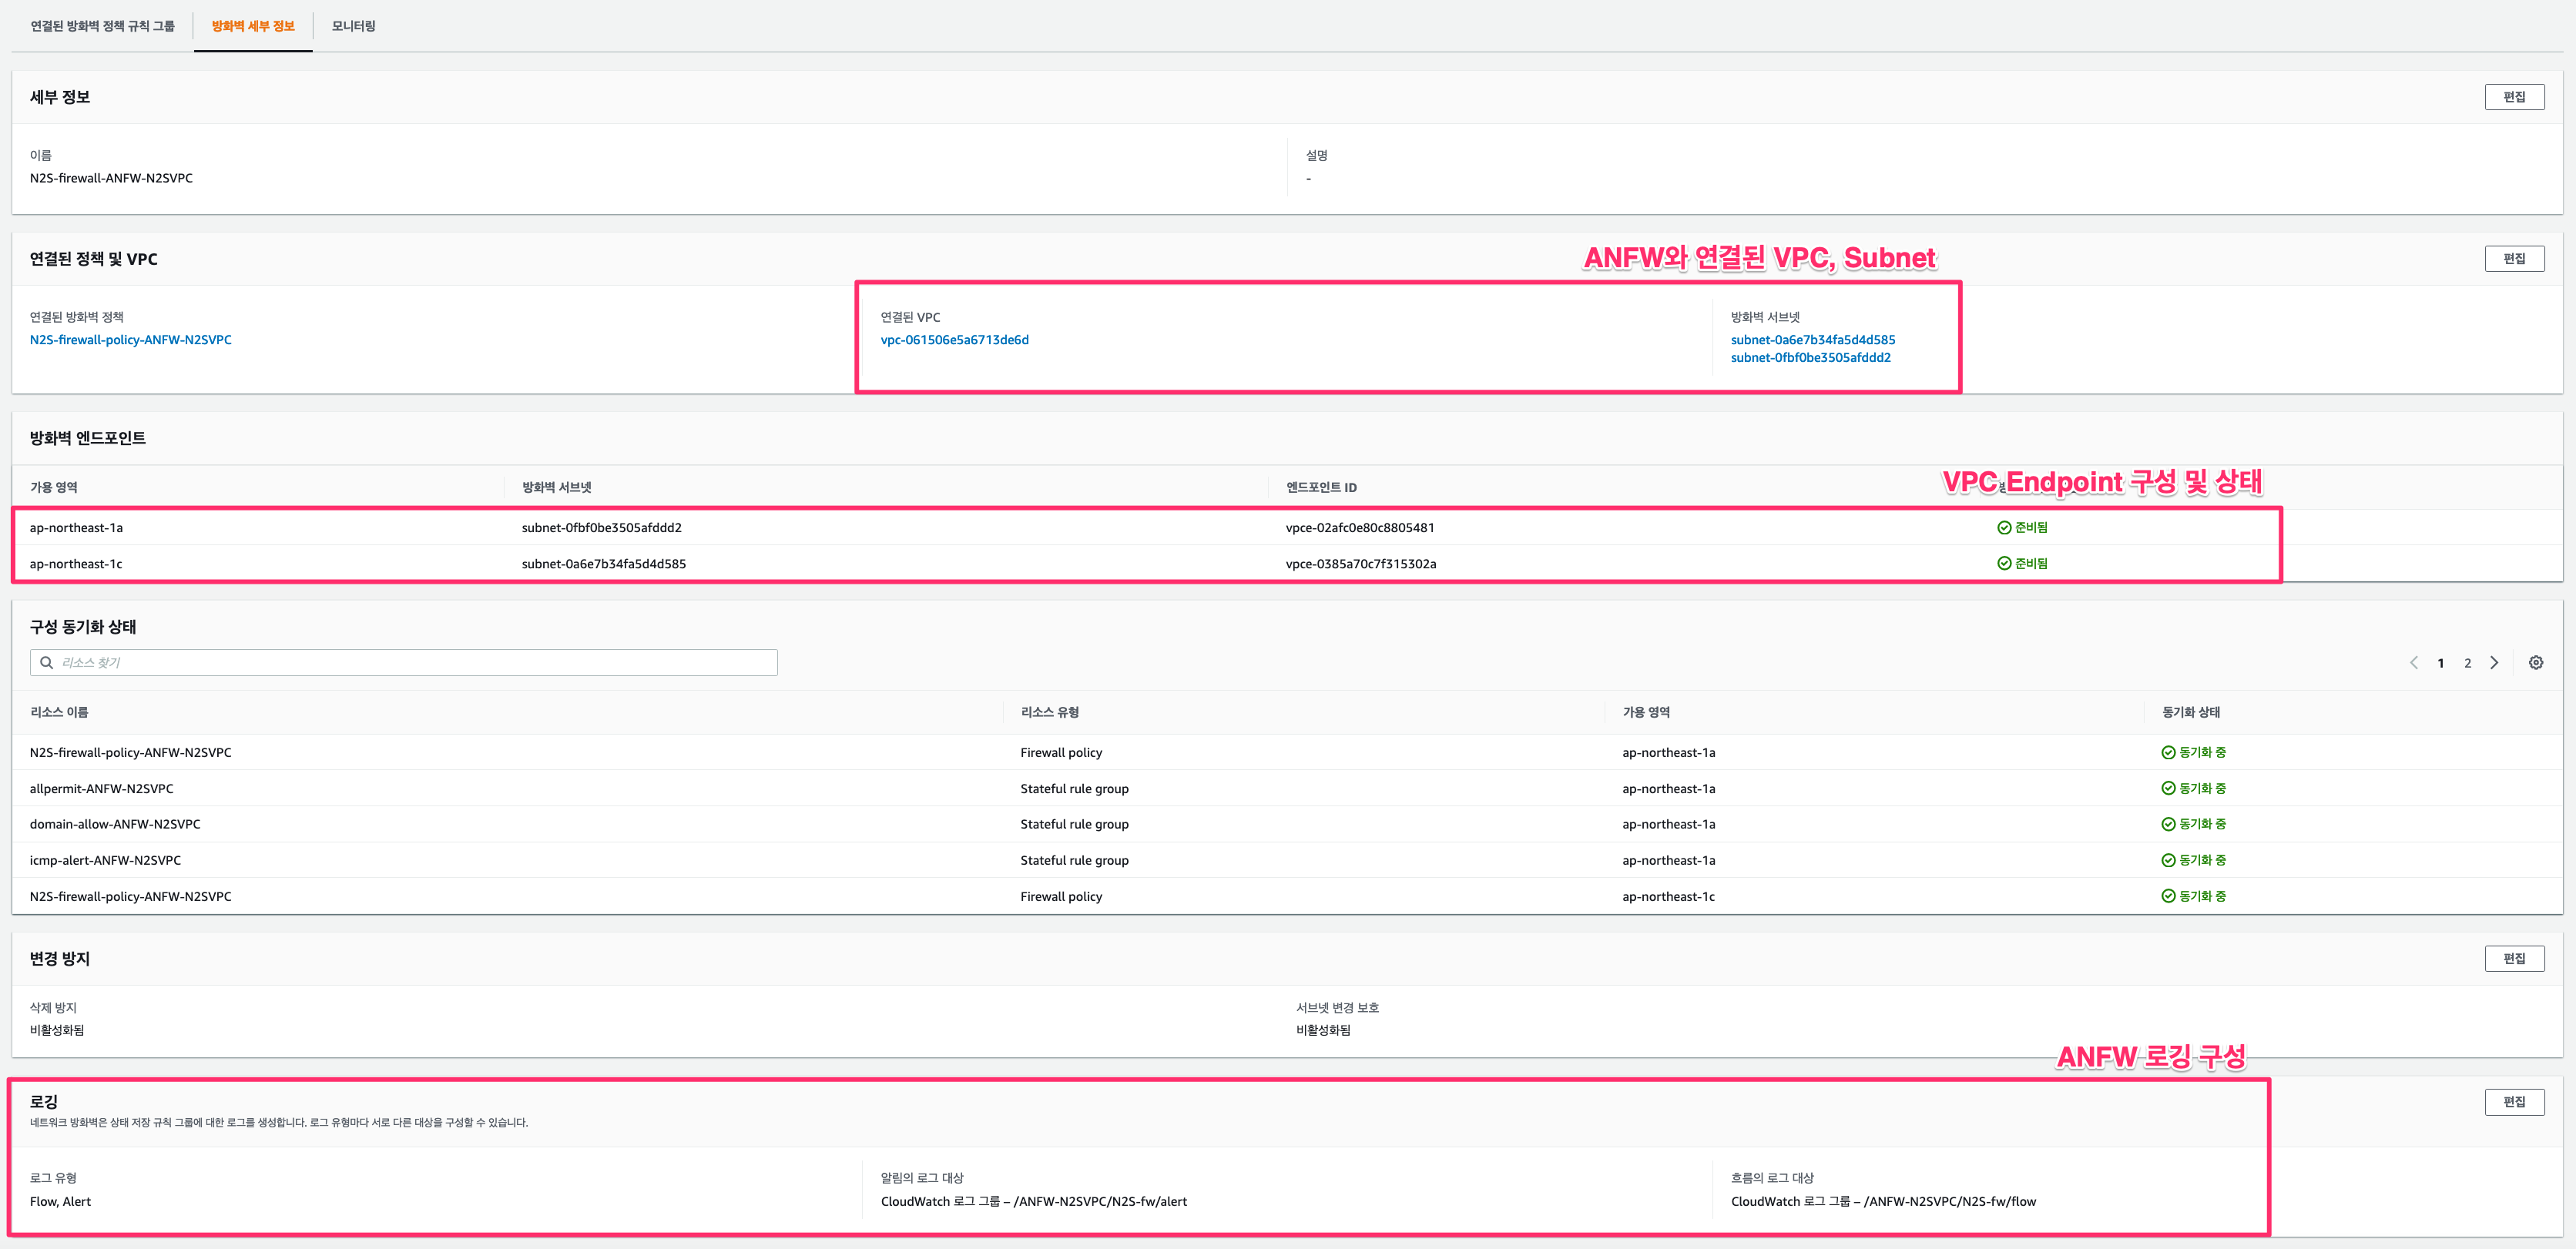 연결된 방화벽 정책 규칙 그룹
방화벽 세부 정보
모니터링
세부 정보
편집
이름
설명
N2S-firewall-ANFW-N2SVPC
-
ANFW와 연결된 VPC, Subnet
연결된 정책 및 VPC
편집
연결된 방화벽 정책
연결된 VPC
방화벽 서브넷
N2S-firewall-policy-ANFW-N2SVPC
vpc-061506e5a6713de6d
subnet-0a6e7b34fa5d4d585
subnet-0fbf0be3505afddd2
방화벽 엔드포인트
VPC Endpoint 구성 및 상태
가용 영역
방화벽 서브넷
엔드포인트 ID
ap-northeast-1a
subnet-0fbf0be3505afddd2
vpce-02afc0e80c8805481
준비됨
ap-northeast-1c
subnet-0a6e7b34fa5d4d585
vpce-0385a70c7f315302a
준비됨
구성 동기화 상태
리소스 찾기
1
2
리소스 이름
리소스 유형
가용 영역
동기화 상태
N2S-firewall-policy-ANFW-N2SVPC
Firewall policy
ap-northeast-1a
동기화 중
allpermit-ANFW-N2SVPC
Stateful rule group
ap-northeast-1a
동기화 중
domain-allow-ANFW-N2SVPC
Stateful rule group
ap-northeast-1a
동기화 중
icmp-alert-ANFW-N2SVPC
Stateful rule group
ap-northeast-1a
동기화 중
N2S-firewall-policy-ANFW-N2SVPC
Firewall policy
ap-northeast-1c
동기화 중
변경 방지
편집
삭제 방지
서브넷 변경 보호
비활성화됨
비활성화됨
ANFW 로깅 구성
로깅
편집
네트워크 방화벽은 상태 저장 규칙 그룹에 대한 로그를 생성합니다. 로그 유형마다 서로 다른 대상을 구성할 수 있습니다.
로그 유형
알림의 로그 대상
흐름의 로그 대상
Flow, Alert
CloudWatch 로그 그룹 – /ANFW-N2SVPC/N2S-fw/alert
CloudWatch 로그 그룹 – /ANFW-N2SVPC/N2S-fw/flow